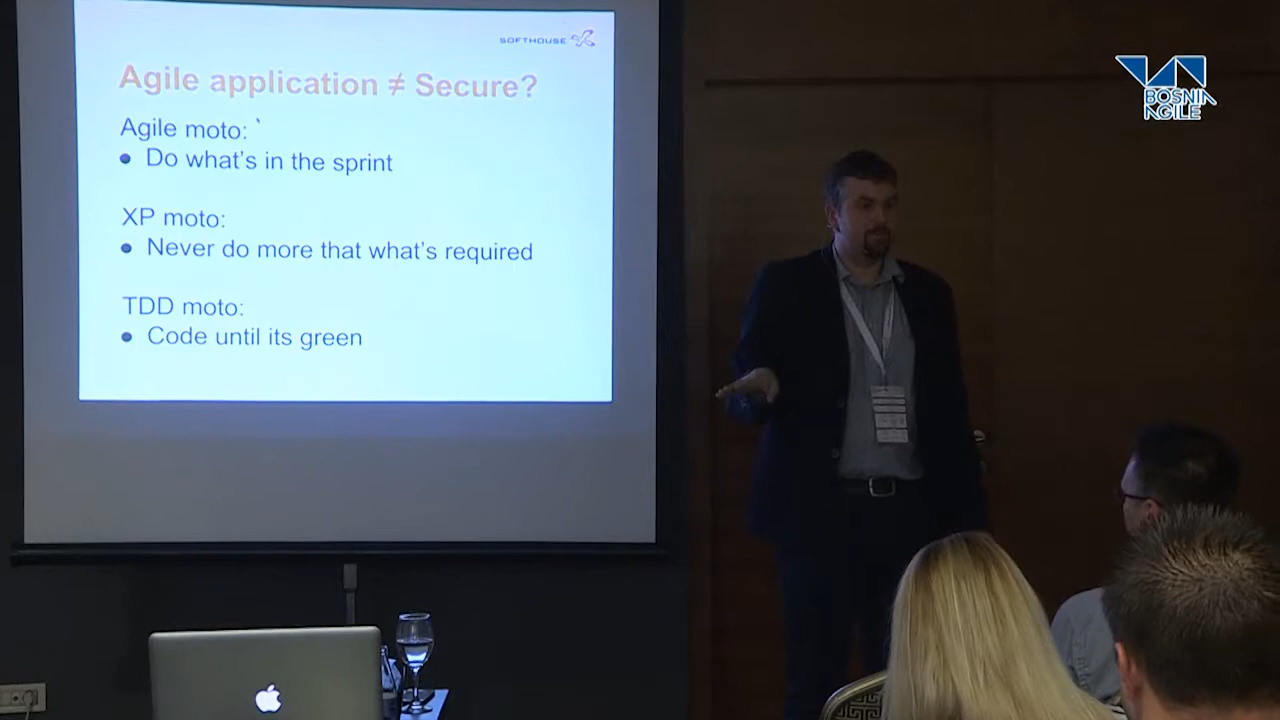 SOFTHOUSE
Agile application ≠ Secure?
Agile moto: `
Do what's in the sprint
XP moto:
Never do more that what's required
TDD moto:
Code until its green
BOSNIA
AGILE